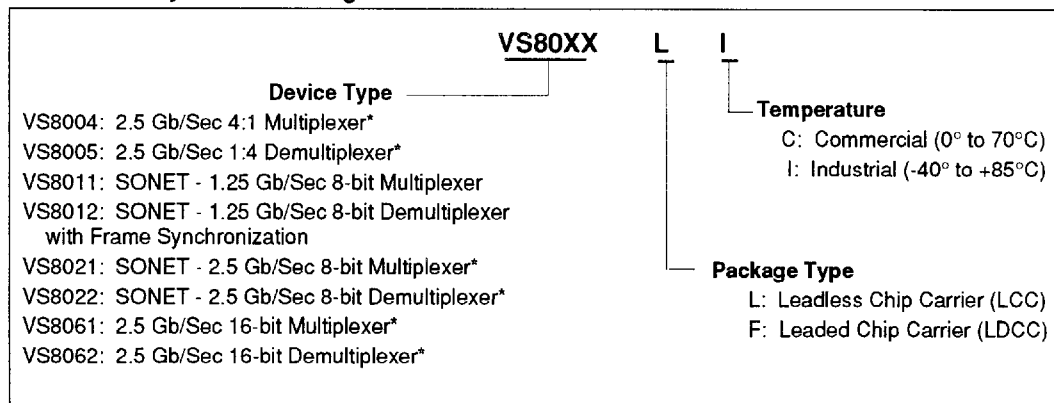 VS80XX L I
Device Type
VS8004: 2.5 Gb/Sec 4:1 Multiplexer*
VS8005: 2.5 Gb/Sec 1:4 Demultiplexer*
VS8011: SONET - 1.25 Gb/Sec 8-bit Multiplexer
VS8012: SONET - 1.25 Gb/Sec 8-bit Demultiplexer
with Frame Synchronization
VS8021: SONET - 2.5 Gb/Sec 8-bit Multiplexer*
VS8022: SONET - 2.5 Gb/Sec 8-bit Demultiplexer*
VS8061: 2.5 Gb/Sec 16-bit Multiplexer*
VS8062: 2.5 Gb/Sec 16-bit Demultiplexer*
Temperature
C: Commercial (0° to 70°C)
I: Industrial (-40° to +85°C)
Package Type
L: Leadless Chip Carrier (LCC)
F: Leaded Chip Carrier (LDCC)